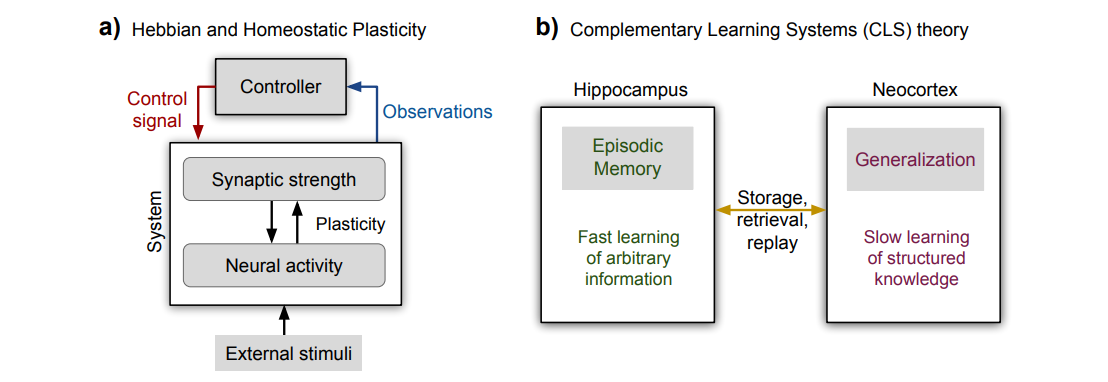 a) Hebbian and Homeostatic Plasticity
Controller
Control
signal
Observations
System
Synaptic strength
Plasticity
Neural activity
External stimuli
b) Complementary Learning Systems (CLS) theory
Hippocampus
Episodic
Memory
Fast learning
of arbitrary
information
Storage,
retrieval,
replay
Neocortex
Generalization
Slow learning
of structured
knowledge